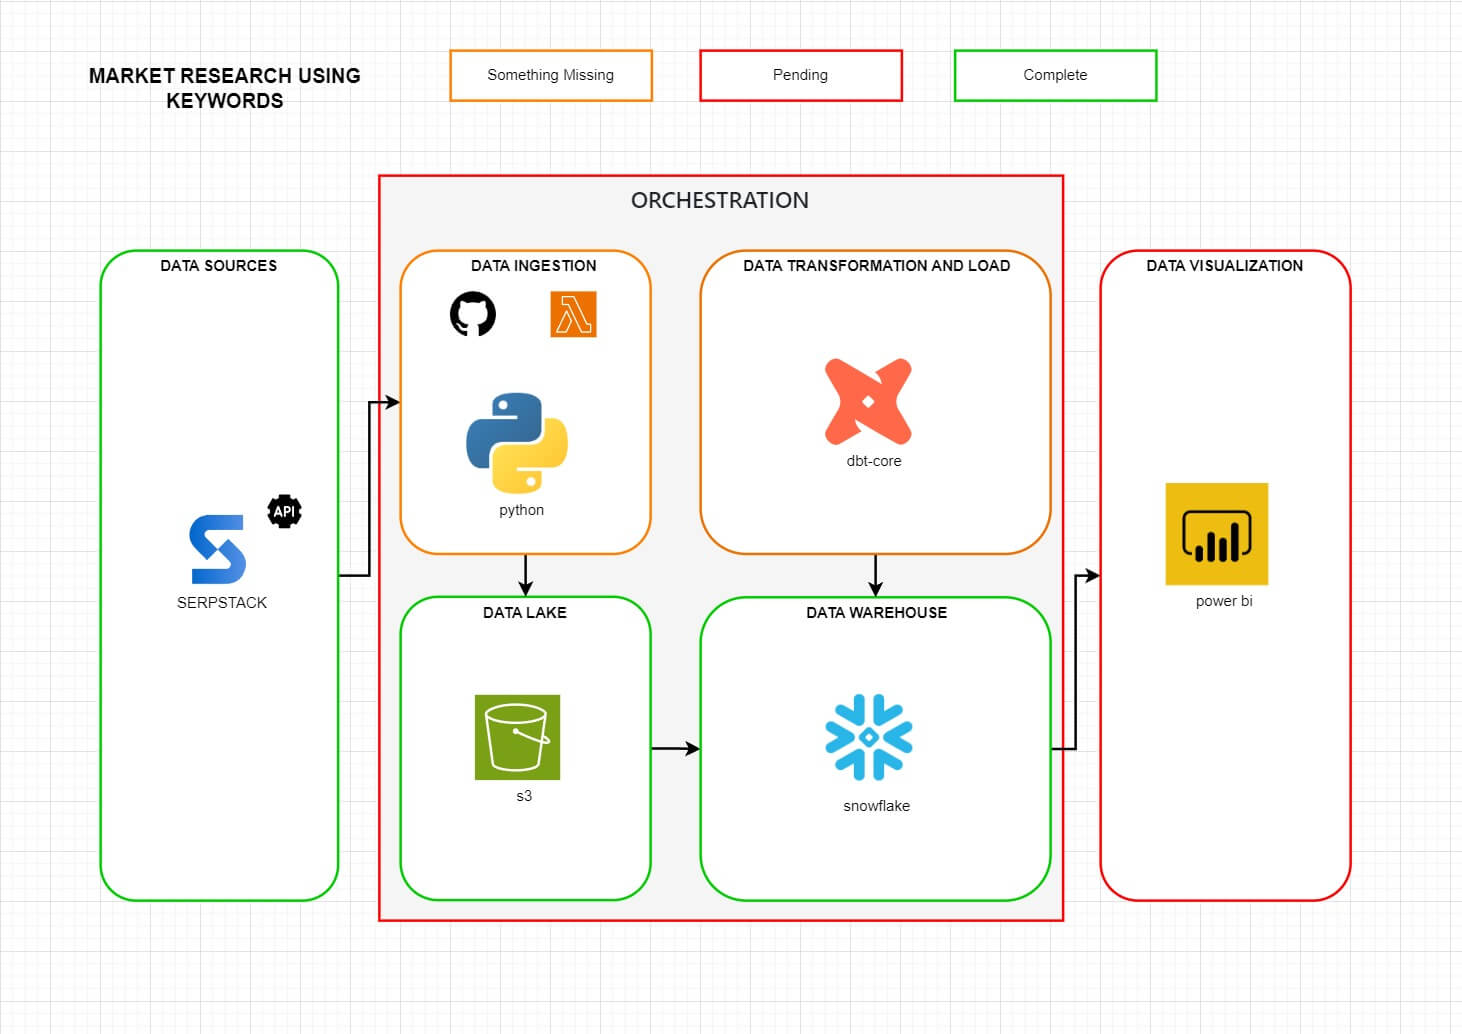 MARKET RESEARCH USING
KEYWORDS
Something Missing
Pending
Complete
ORCHESTRATION
DATA SOURCES
API
SERPSTACK
DATA INGESTION
python
DATA TRANSFORMATION AND LOAD
dbt-core
DATA LAKE
s3
DATA WAREHOUSE
snowflake
DATA VISUALIZATION
power bi